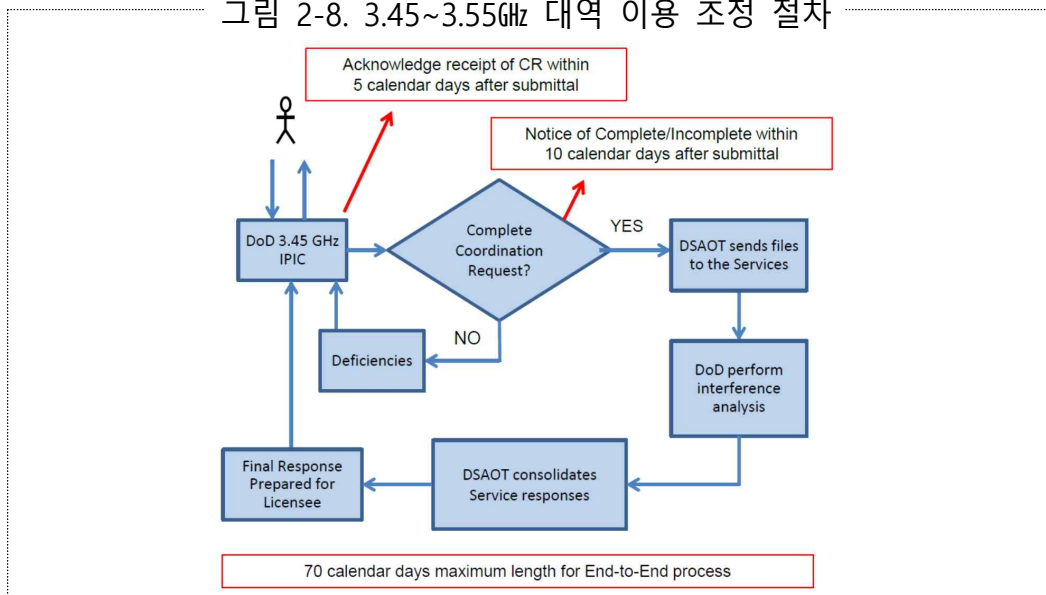 그림 2-8. 3.45~3.55㎓ 대역 이용 조정 절차
Acknowledge receipt of CR within
5 calendar days after submittal
Notice of Complete/Incomplete within
10 calendar days after submittal
DoD 3.45 GHz
IPIC
Complete
Coordination
Request?
YES
DSAOT sends files
to the Services
NO
Deficiencies
DoD perform
interference
analysis
Final Response
Prepared for
Licensee
DSAOT consolidates
Service responses
70 calendar days maximum length for End-to-End process